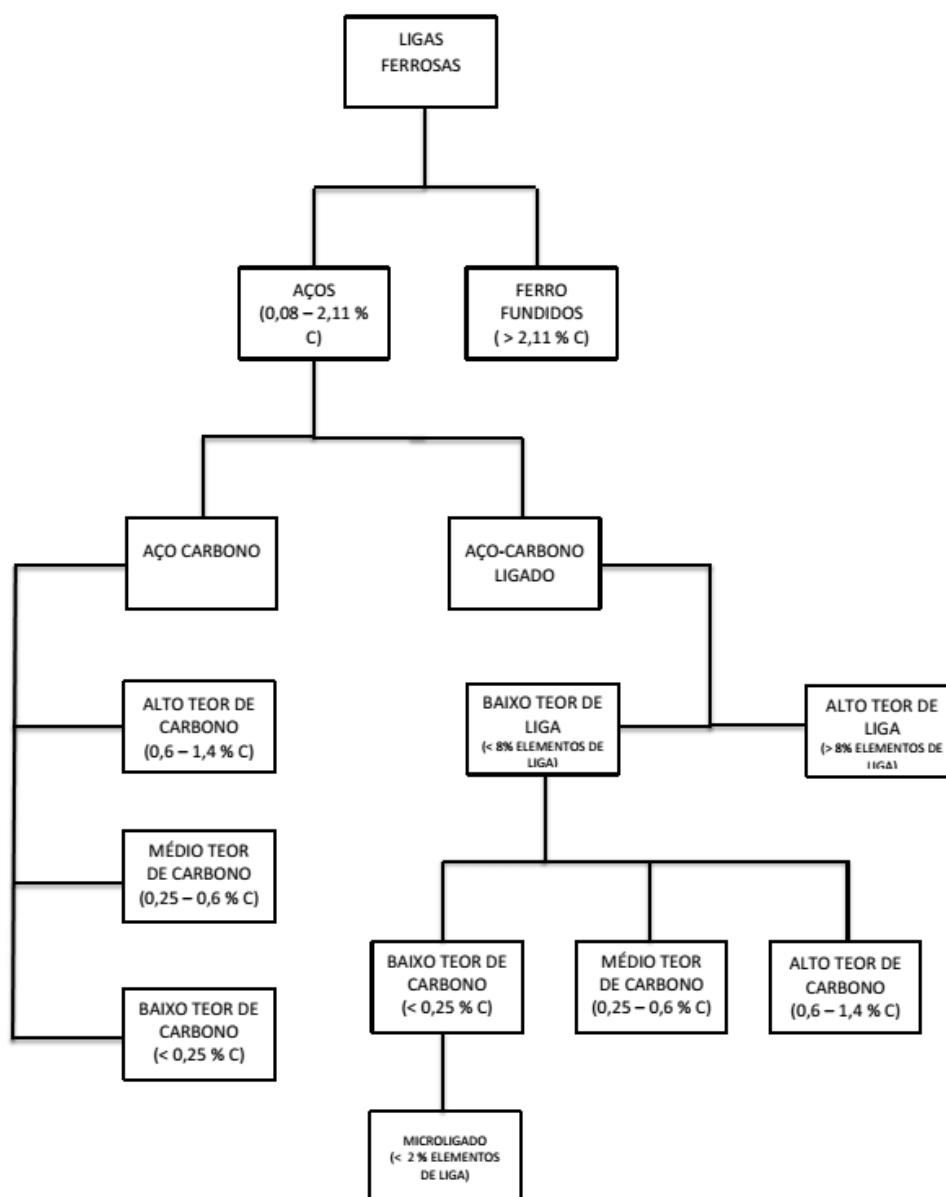 LIGAS
FERROSAS
AÇOS
(0,08 – 2,11 %
C)
FERRO
FUNDIDOS
( > 2,11 % C)
AÇO CARBONO
AÇO-CARBONO
LIGADO
ALTO TEOR DE
CARBONO
(0,6 – 1,4 % C)
BAIXO TEOR DE
LIGA
(< 8% ELEMENTOS DE
LIGA)
ALTO TEOR DE
LIGA
(> 8% ELEMENTOS DE
LIGA)
MÉDIO TEOR
DE CARBONO
(0,25 – 0,6 % C)
BAIXO TEOR DE
CARBONO
(< 0,25 % C)
MÉDIO TEOR
DE CARBONO
(0,25 – 0,6 % C)
ALTO TEOR DE
CARBONO
(0,6 – 1,4 % C)
BAIXO TEOR DE
CARBONO
(< 0,25 % C)
MICROLIGADO
(< 2 % ELEMENTOS
DE LIGA)